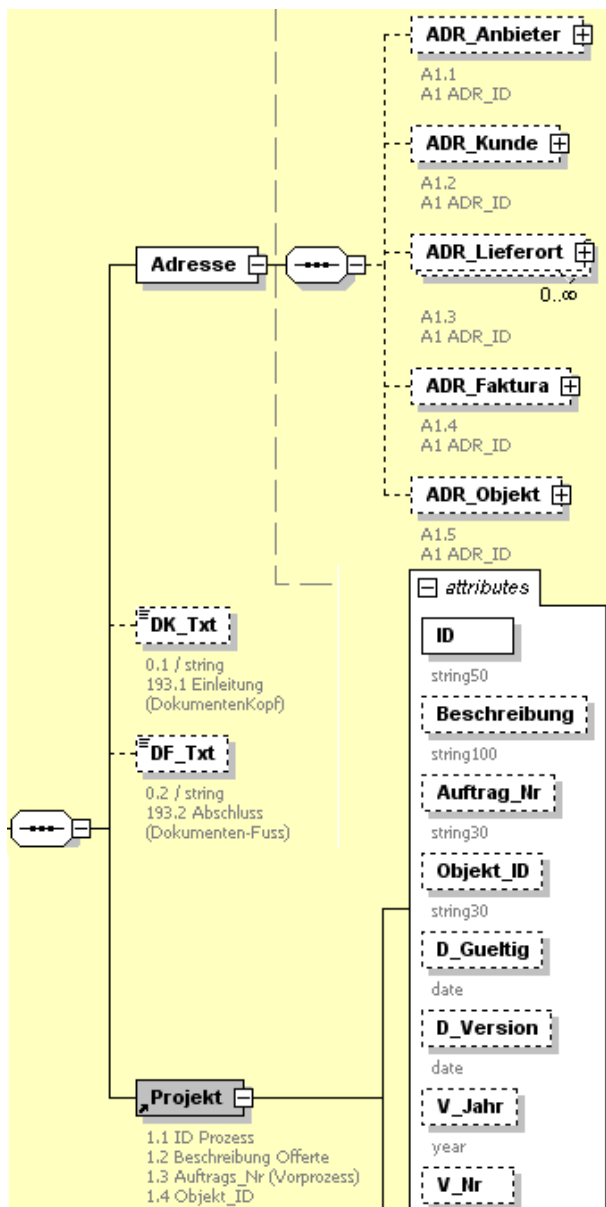 ADR_Anbieter
A1.1
A1 ADR_ID
ADR_Kunde
A1.2
A1 ADR_ID
Adresse
ADR_Lieferort
0..∞
A1.3
A1 ADR_ID
ADR_Faktura
A1.4
A1 ADR_ID
ADR_Objekt
A1.5
A1 ADR_ID
DK_Txt
0.1 / string
193.1 Einleitung
(DokumentenKopf)
DF_Txt
0.2 / string
193.2 Abschluss
(Dokumenten-Fuss)
Projekt
1.1 ID Prozess
1.2 Beschreibung Offerte
1.3 Auftrags_Nr (Vorprozess)
1.4 Objekt_ID
attributes
ID
string50
Beschreibung
string100
Auftrag_Nr
string30
Objekt_ID
string30
D_Gueltig
date
D_Version
date
V_Jahr
year
V_Nr